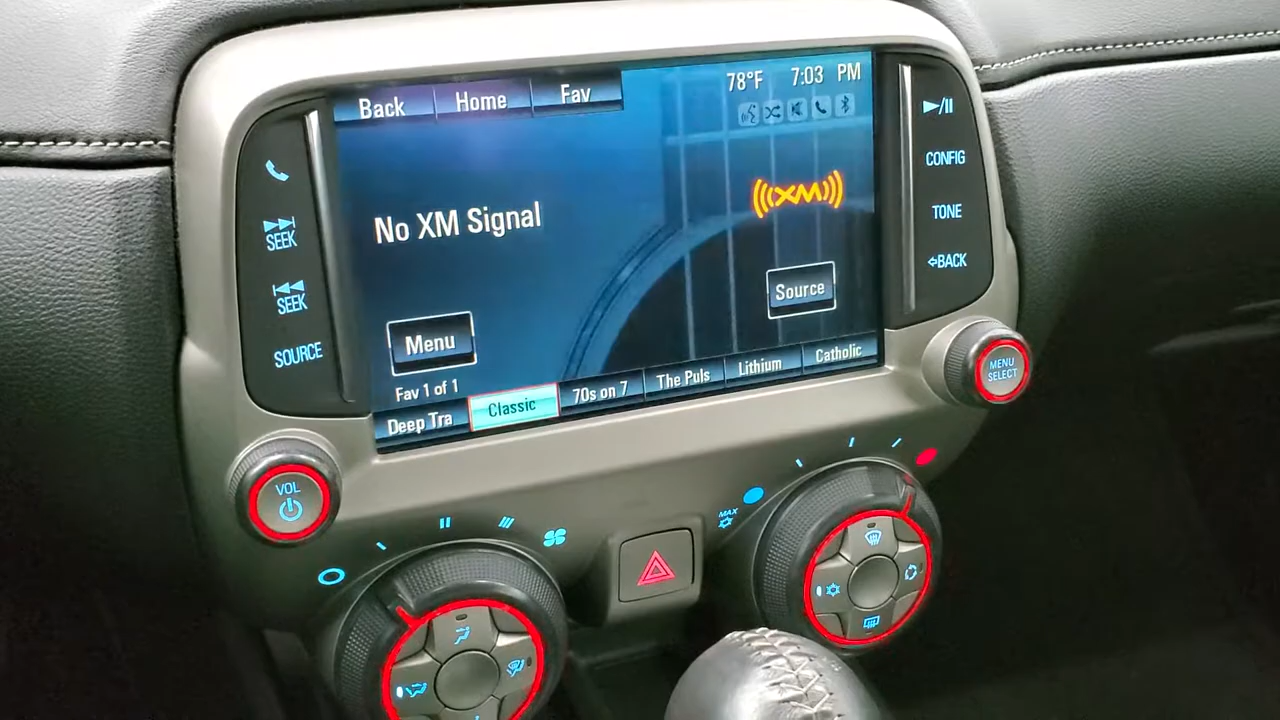 Back Home Fav
78°F 7:03 PM
No XM Signal
XM
Source
Menu
Fav 1 of 1
Deep Tra Classic 70s on 7 The Puls Lithium Catholic
SEEK
SEEK
SOURCE
CONFIG
TONE
BACK
MENU
SELECT
VOL
MAX